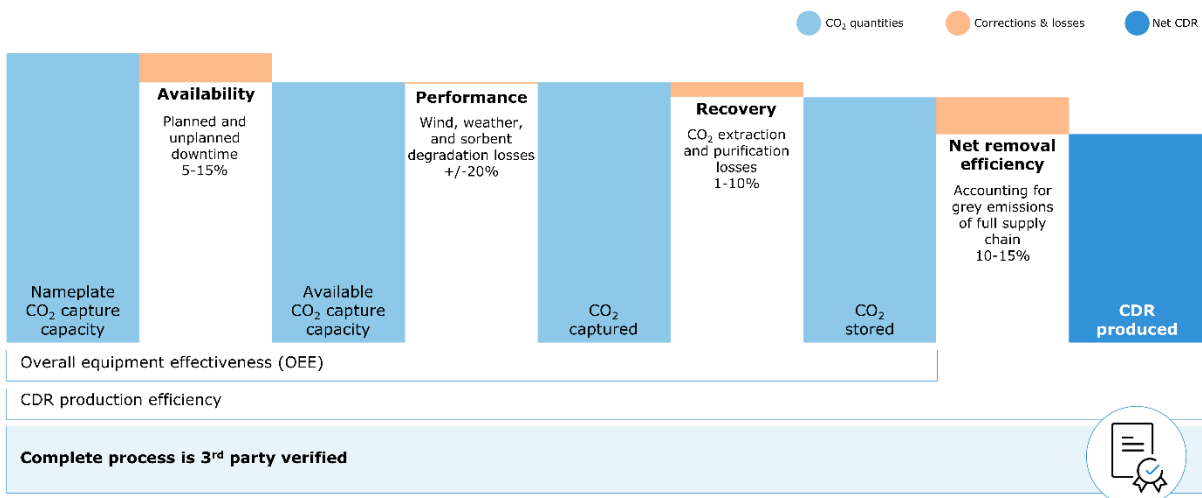 CO₂ quantities
Corrections & losses
Net CDR
Availability
Planned and
unplanned
downtime
5-15%
Performance
Wind, weather,
and sorbent
degradation losses
+/-20%
Recovery
CO₂ extraction
and purification
losses
1-10%
Net removal
efficiency
Accounting for
grey emissions
of full supply
chain
10-15%
Nameplate
CO₂ capture
capacity
Available
CO₂ capture
capacity
CO₂
captured
CO₂
stored
CDR
produced
Overall equipment effectiveness (OEE)
CDR production efficiency
Complete process is 3ʳᵈ party verified